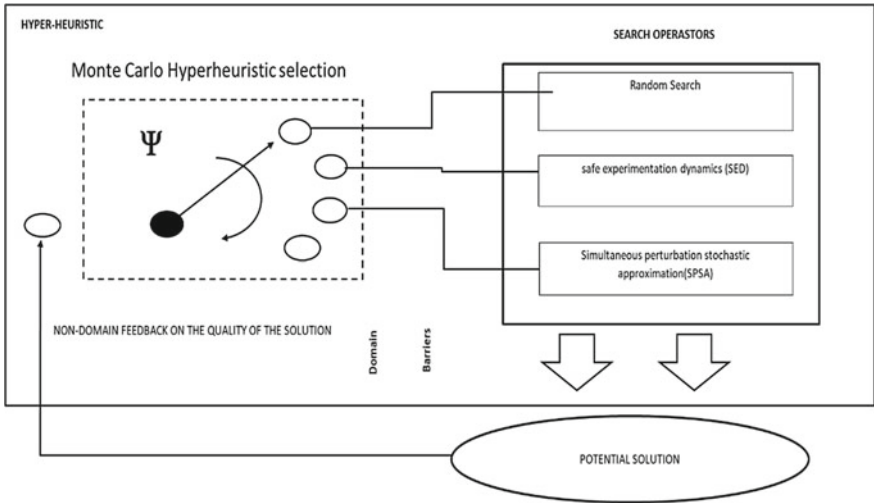 HYPER-HEURISTIC
SEARCH OPERASTORS
Monte Carlo Hyperheuristic selection
Ψ
Random Search
safe experimentation dynamics (SED)
Simultaneous perturbation stochastic
approximation(SPSA)
NON-DOMAIN FEEDBACK ON THE QUALITY OF THE SOLUTION
Domain
Barriers
POTENTIAL SOLUTION